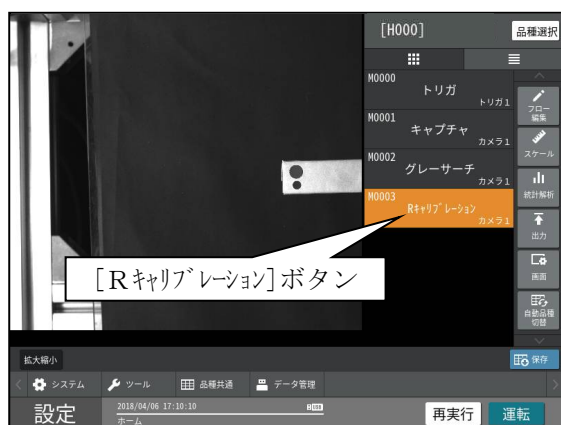 [H000]
品種選択
M0000
トリガ
トリガ1
M0001
キャプチャ
カメラ1
M0002
グレーサーチ
カメラ1
M0003
Rｷｬﾘﾌﾞﾚｰｼｮﾝ
カメラ1
フロー
編集
スケール
統計解析
出力
画面
自動品種
切替
[Rｷｬﾘﾌﾞﾚｰｼｮﾝ]ボタン
拡大縮小
保存
システム
ツール
品種共通
データ管理
設定
2018/04/06 17:10:10
ホーム
再実行
運転